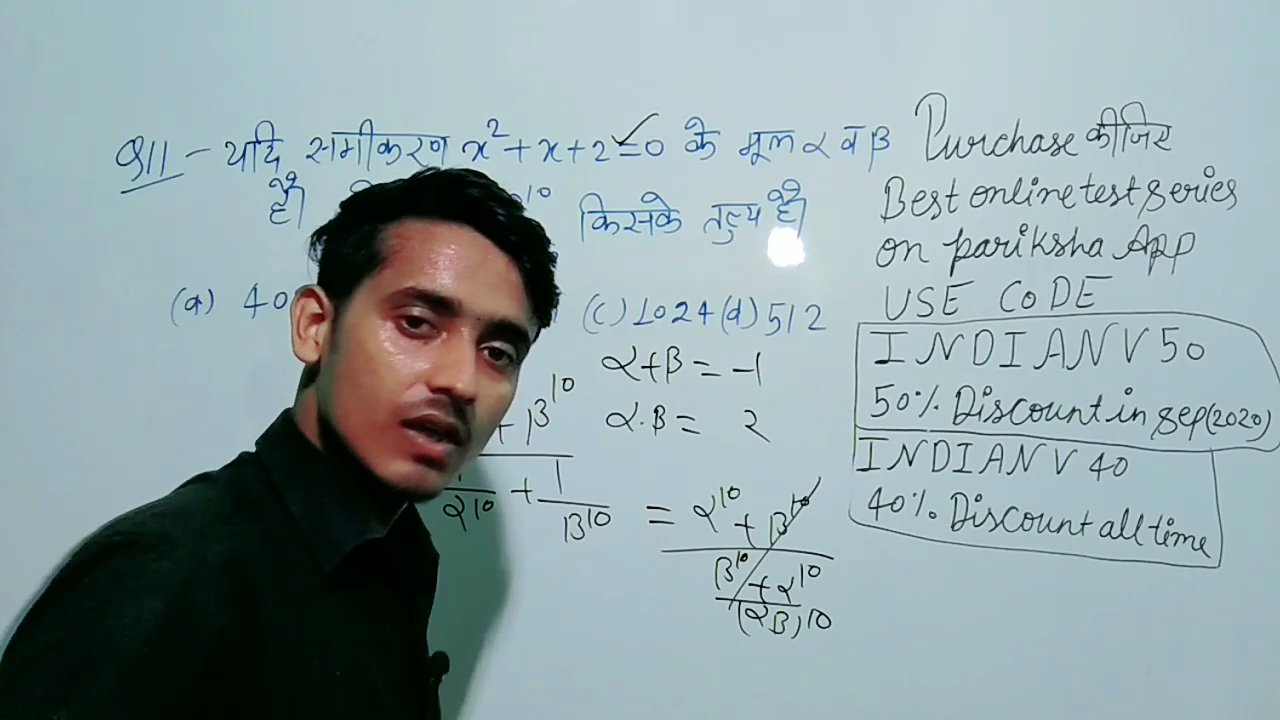 Q11 - यदि समीकरण x²+x+2=0 के मूल α व β
है। 10 किसके तुल्य है।
(a) 40 (c) 1024 (d) 512
α+β = -1
+ β¹⁰
α.β = 2
α¹⁰ + 1/β¹⁰ = α¹⁰ + β¹⁰
β¹⁰ + α¹⁰
(αβ)10
Purchase कीजिए
Best online test series
on pariksha App
USE CODE
INDIANV50
50% Discount in sep(2020)
INDIANV40
40% Discount all time